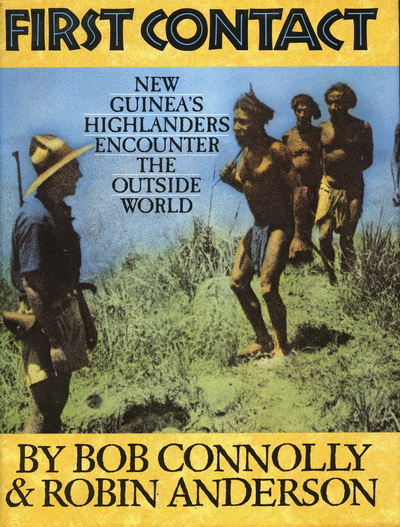 FIRST CONTACT
NEW
GUINEA'S
HIGHLANDERS
ENCOUNTER
THE
OUTSIDE
WORLD
BY BOB CONNOLLY
& ROBIN ANDERSON